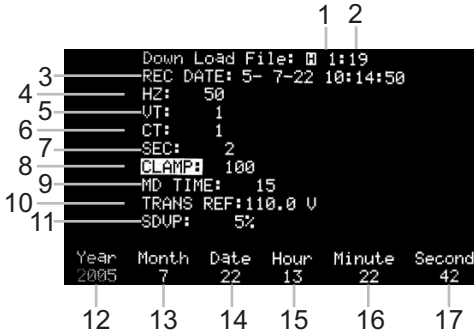 1 2
Down Load File: H 1:19
3 REC DATE: 5- 7-22 10:14:50
4 HZ: 50
5 VT: 1
6 CT: 1
7 SEC: 2
8 CLAMP: 100
9 MD TIME: 15
10 TRANS REF:110.0 V
11 SDVP: 5%
Year Month Date Hour Minute Second
2005 7 22 13 22 42
12 13 14 15 16 17